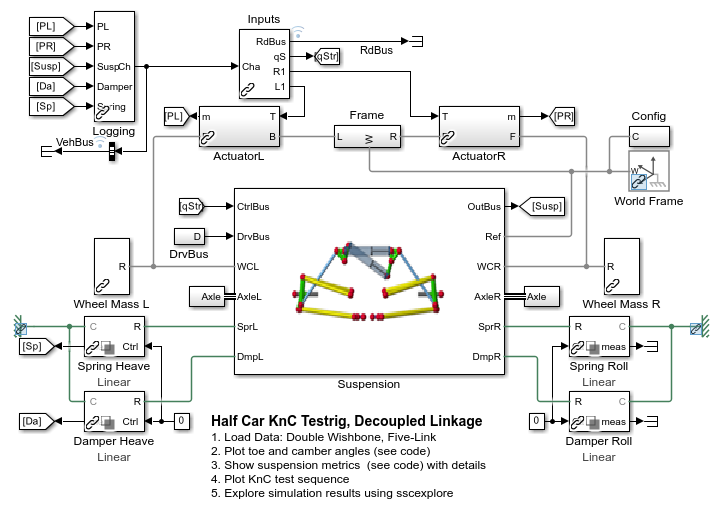 Inputs
[PL]
PL
[PR]
PR
[Susp]
Susp
Ch
[Da]
Damper
[Sp]
Spring
Logging
VehBus
Cha
RdBus
qS
R1
L1
[qStr]
RdBus
[PL]
m
T
F
B
ActuatorL
Frame
L
R
T
m
B
F
ActuatorR
[PR]
Config
C
W
World Frame
[qStr]
CtrlBus
D
DrvBus
DrvBus
OutBus
[Susp]
Ref
R
Wheel Mass L
WCL
WCR
R
Wheel Mass R
Axle
AxleL
AxleR
Axle
SprL
SprR
DmpL
DmpR
Suspension
[Sp]
C
R
Ctrl
Spring Heave
Linear
[Da]
C
R
Ctrl
0
Damper Heave
Linear
R
C
meas
Spring Roll
Linear
0
R
C
meas
Damper Roll
Linear
Half Car KnC Testrig, Decoupled Linkage
1. Load Data: Double Wishbone, Five-Link
2. Plot toe and camber angles (see code)
3. Show suspension metrics (see code) with details
4. Plot KnC test sequence
5. Explore simulation results using sscexplore